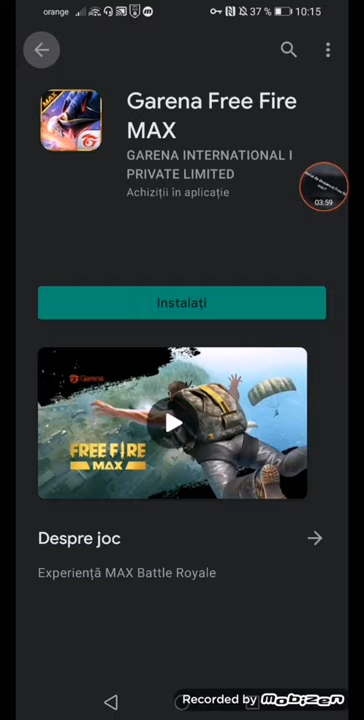 orange 37 % 10:15
Garena Free Fire
MAX
GARENA INTERNATIONAL I
PRIVATE LIMITED
Achiziții în aplicație
03:59
Instalați
Garena
FREE FIRE
MAX
Despre joc
Experiență MAX Battle Royale
Recorded by mobizen